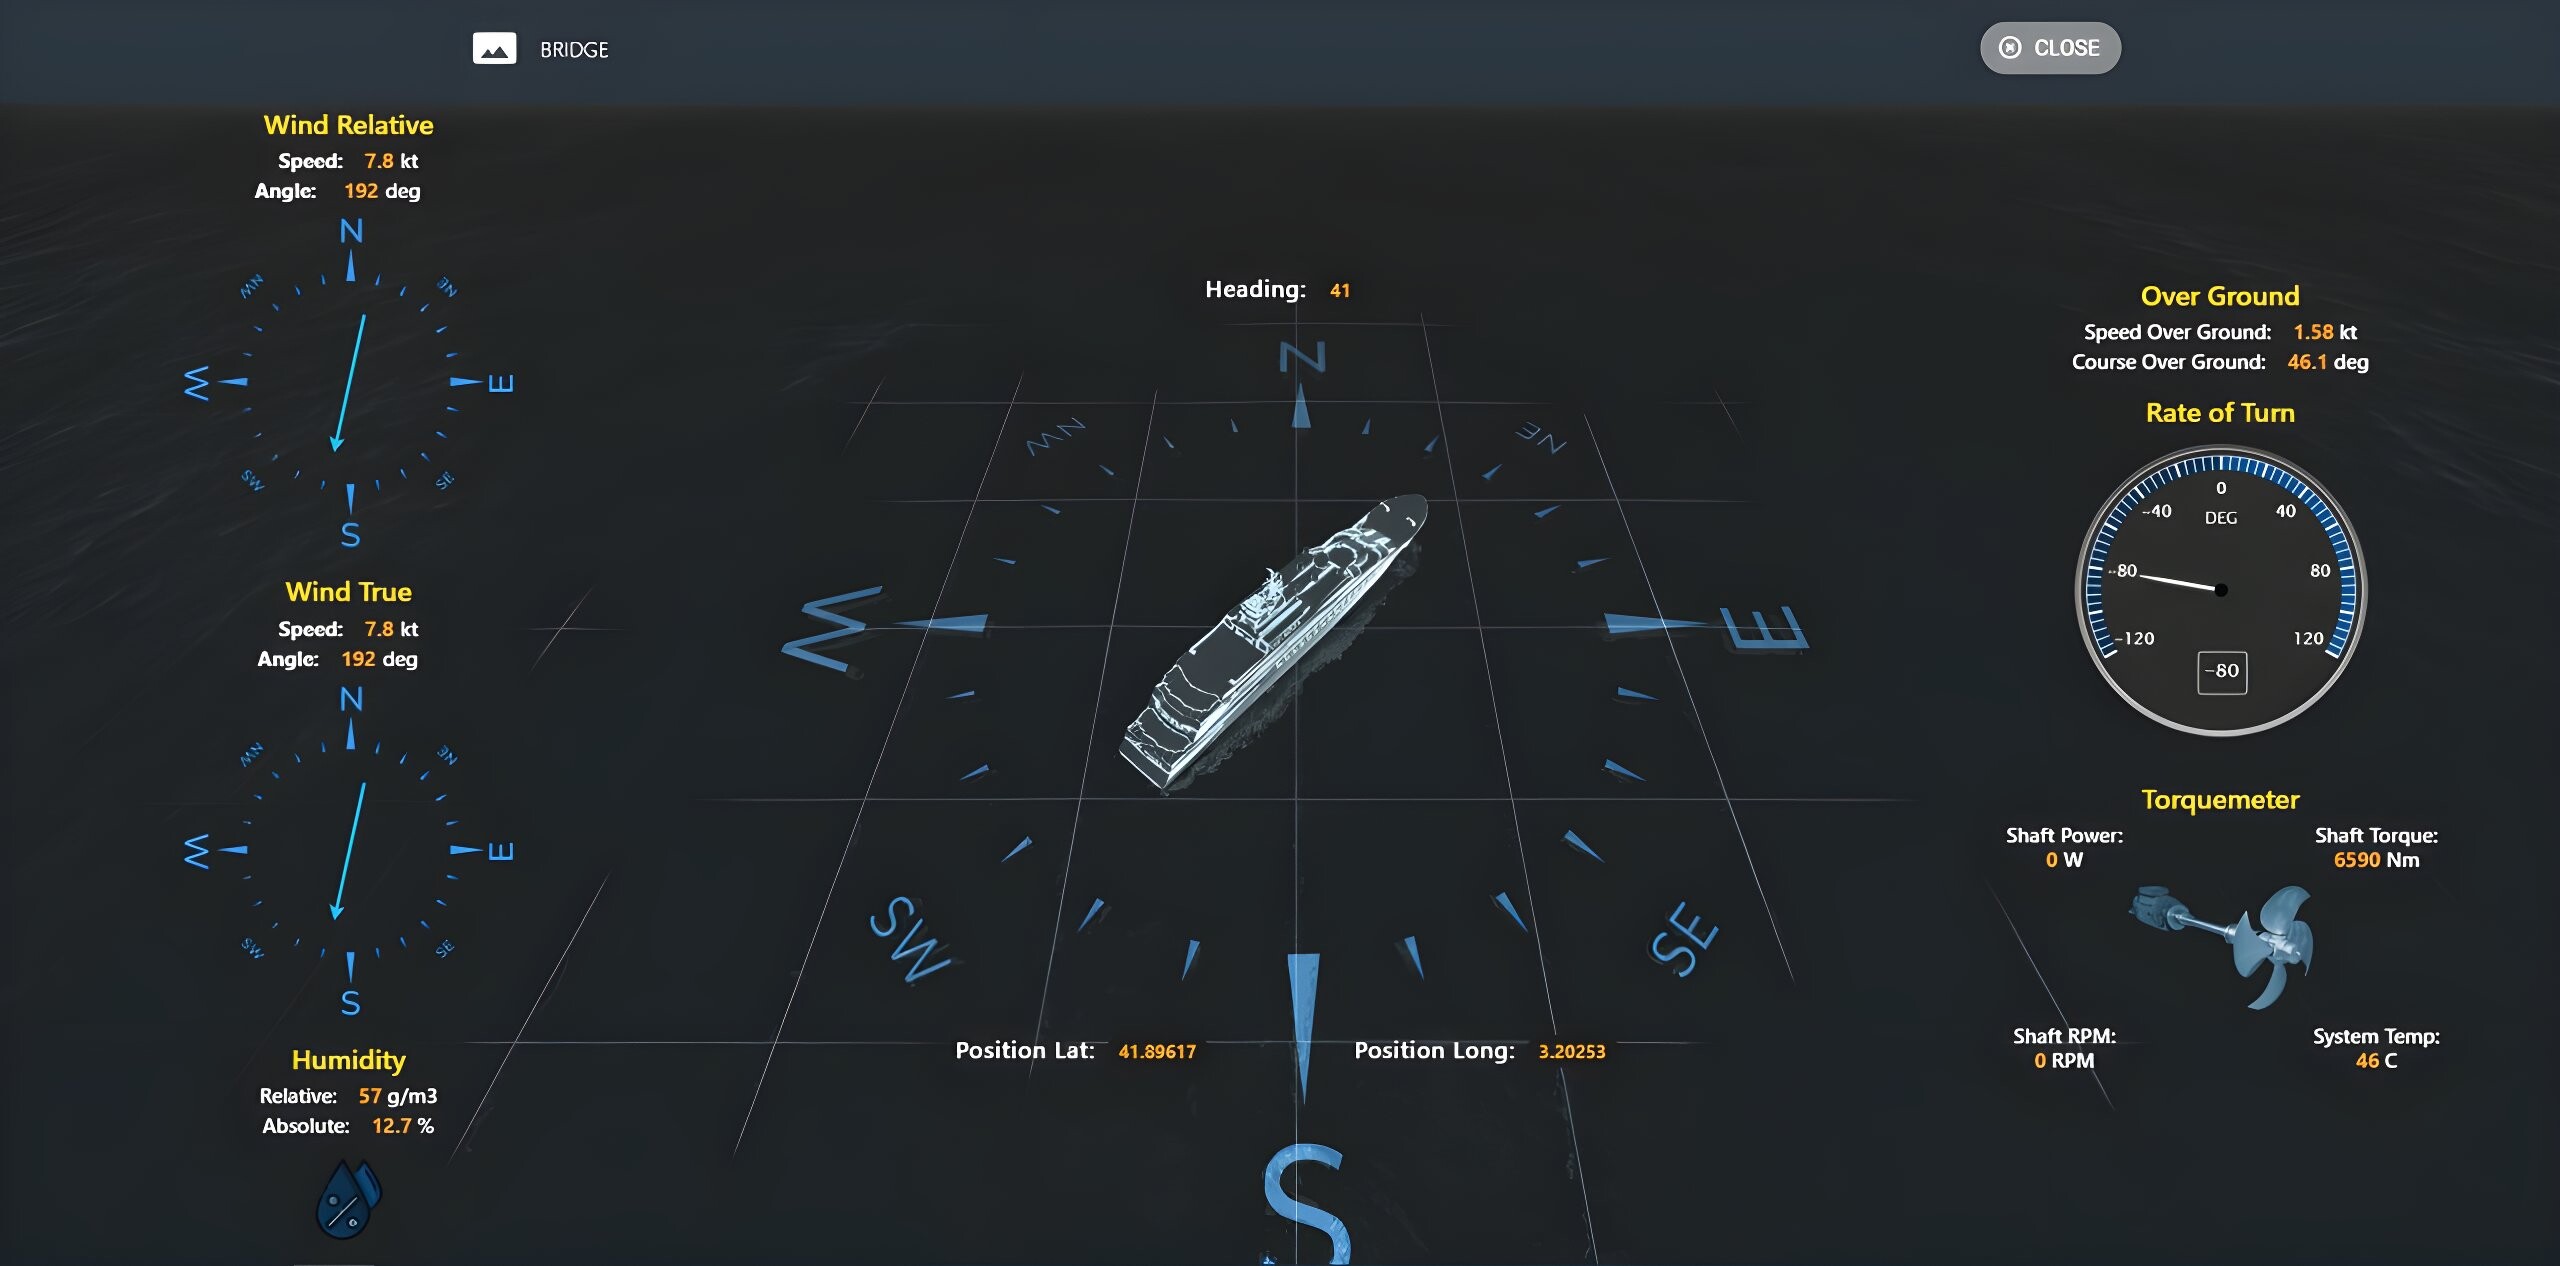 BRIDGE
CLOSE
Wind Relative
Speed: 7.8 kt
Angle: 192 deg
N
NW
NE
W
E
SW
SE
S
Wind True
Speed: 7.8 kt
Angle: 192 deg
N
NW
NE
W
E
SW
SE
S
Humidity
Relative: 57 g/m3
Absolute: 12.7 %
Heading: 41
N
NW
NE
W
E
SW
SE
Position Lat: 41.89617
Position Long: 3.20253
S
Over Ground
Speed Over Ground: 1.58 kt
Course Over Ground: 46.1 deg
Rate of Turn
0
-40
DEG
40
-80
80
-120
120
-80
Torquemeter
Shaft Power:
0 W
Shaft Torque:
6590 Nm
Shaft RPM:
0 RPM
System Temp:
46 C